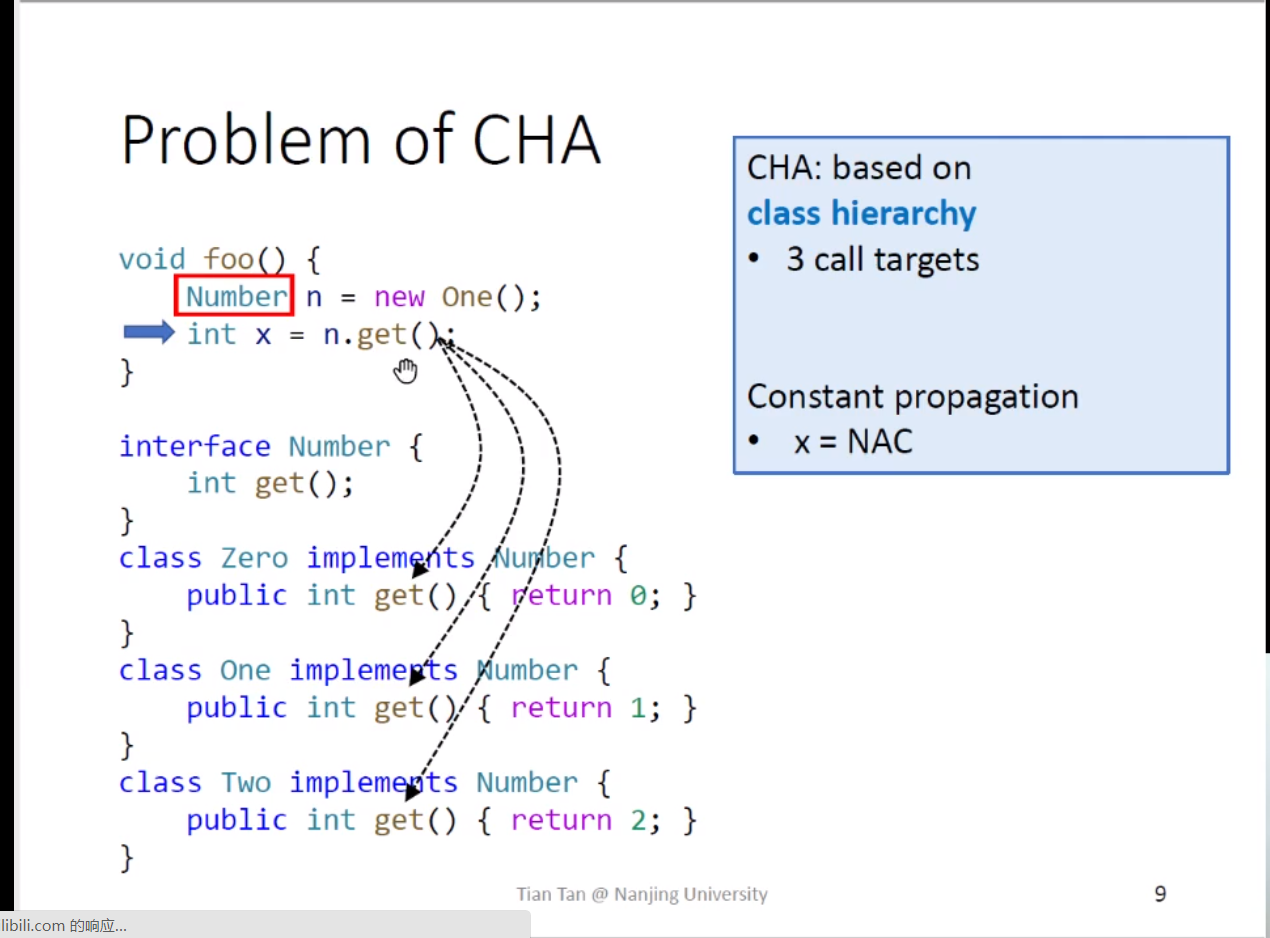 Problem of CHA
void foo() {
Number n = new One();
int x = n.get();
}
interface Number {
int get();
}
class Zero implements Number {
public int get() { return 0; }
}
class One implements Number {
public int get() { return 1; }
}
class Two implements Number {
public int get() { return 2; }
}
CHA: based on
class hierarchy
• 3 call targets
Constant propagation
• x = NAC
Tian Tan @ Nanjing University
9
libili.com 的响应...